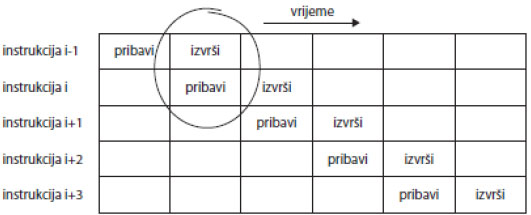 vrijeme
instrukcija i-1 pribavi izvrši
instrukcija i pribavi izvrši
instrukcija i+1 pribavi izvrši
instrukcija i+2 pribavi izvrši
instrukcija i+3 pribavi izvrši